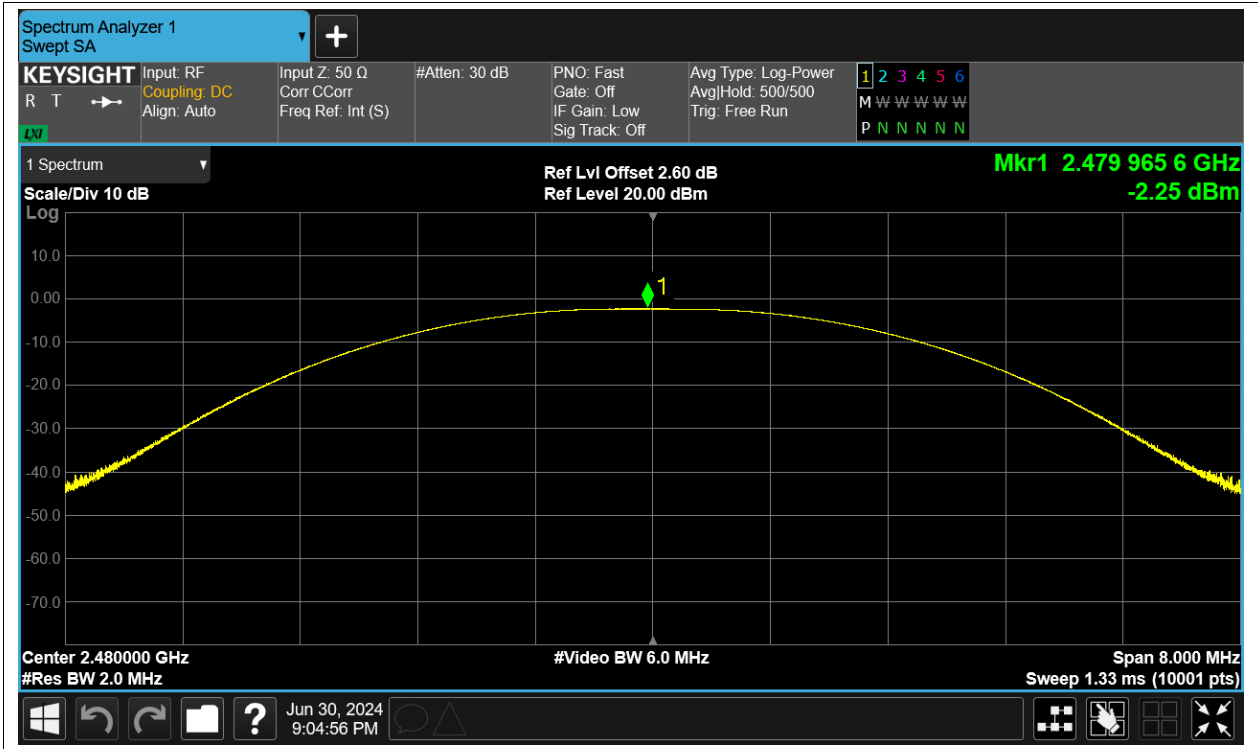 Spectrum Analyzer 1
Swept SA
+
KEYSIGHT
R T
LXI
Input: RF
Coupling: DC
Align: Auto
Input Z: 50 Ω
Corr CCorr
Freq Ref: Int (S)
#Atten: 30 dB
PNO: Fast
Gate: Off
IF Gain: Low
Sig Track: Off
Avg Type: Log-Power
Avg|Hold: 500/500
Trig: Free Run
1 2 3 4 5 6
M W W W W W
P N N N N N
1 Spectrum
Scale/Div 10 dB
Ref Lvl Offset 2.60 dB
Ref Level 20.00 dBm
Mkr1 2.479 965 6 GHz
-2.25 dBm
Log
10.0
0.00
-10.0
-20.0
-30.0
-40.0
-50.0
-60.0
-70.0
1
Center 2.480000 GHz
#Res BW 2.0 MHz
#Video BW 6.0 MHz
Span 8.000 MHz
Sweep 1.33 ms (10001 pts)
?
Jun 30, 2024
9:04:56 PM